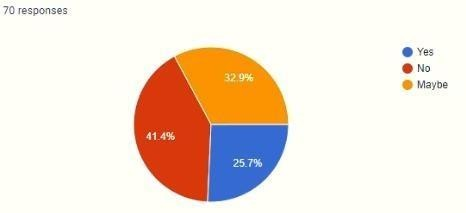 70 responses
Yes
No
Maybe
32.9%
41.4%
25.7%